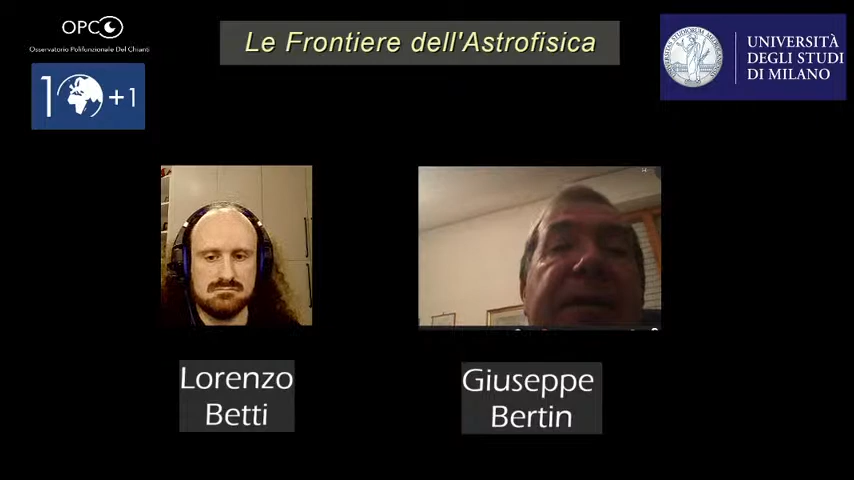 OPC
Osservatorio Polifunzionale Del Chianti
10+1
Le Frontiere dell'Astrofisica
UNIVERSITÀ
DEGLI STUDI
DI MILANO
Lorenzo
Betti
Giuseppe
Bertin